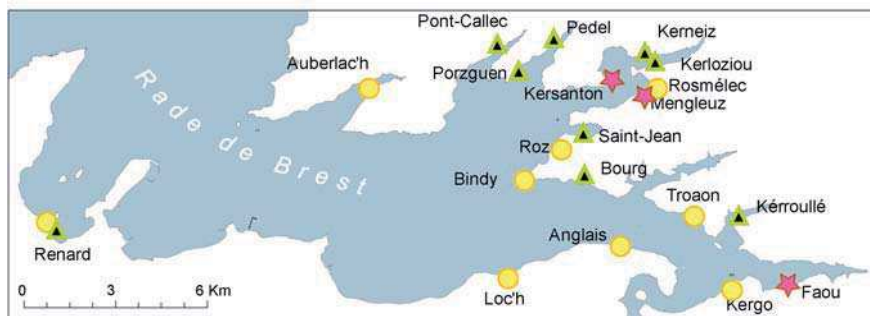 Pont-Callec
Pedel
Kerneiz
Auberlac'h
Porzguen
Kerloziou
Kersanton
Rosmélec
Mengleuz
Rade de Brest
Saint-Jean
Roz
Bourg
Bindy
Troaon
Kérroullé
Anglais
Renard
Loc'h
Kergo
Faou
0 3 6 Km